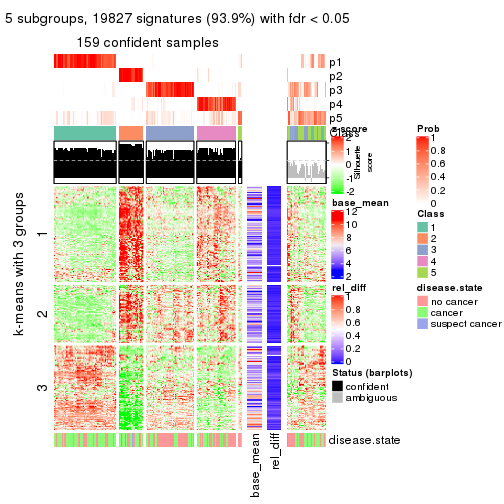 5 subgroups, 19827 signatures (93.9%) with fdr < 0.05
159 confident samples
p1
p2
p3
p4
p5
Class
Silhouette score
k-means with 3 groups
1
2
3
base_mean
rel_diff
disease.state
z-score
2
1
0
-1
-2
base_mean
12
10
8
6
4
2
rel_diff
1
0.8
0.6
0.4
0.2
0
Status (barplots)
confident
ambiguous
Prob
1
0.8
0.6
0.4
0.2
0
Class
1
2
3
4
5
disease.state
no cancer
cancer
suspect cancer